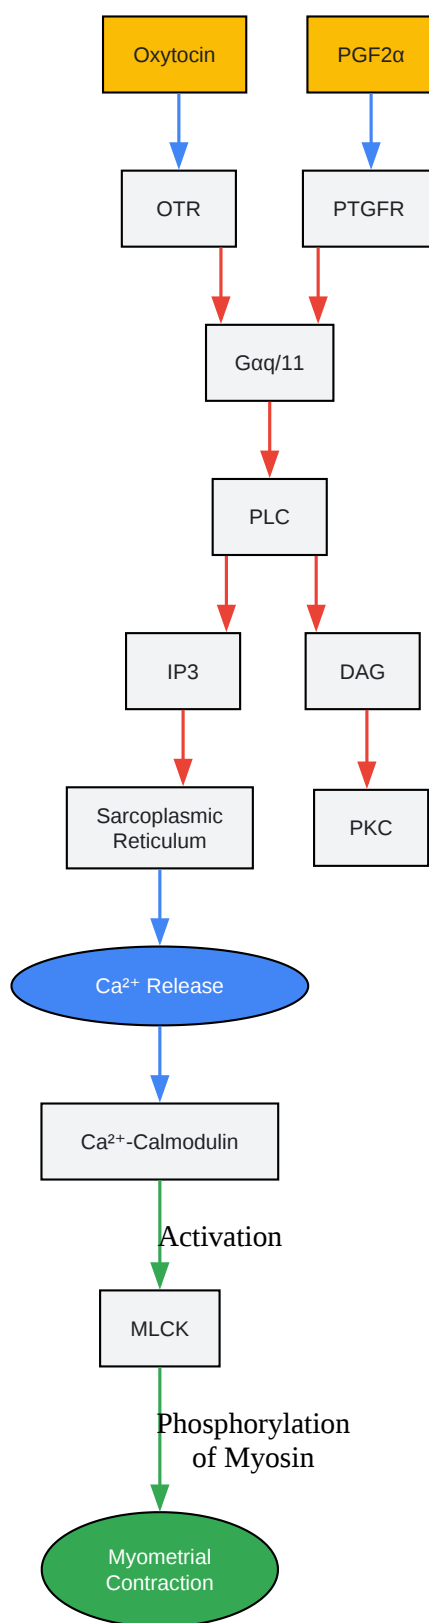 Oxytocin
PGF2α
OTR
PTGFR
Gαq/11
PLC
IP3
DAG
Sarcoplasmic
Reticulum
PKC
Ca²⁺ Release
Ca²⁺-Calmodulin
Activation
MLCK
Phosphorylation
of Myosin
Myometrial
Contraction